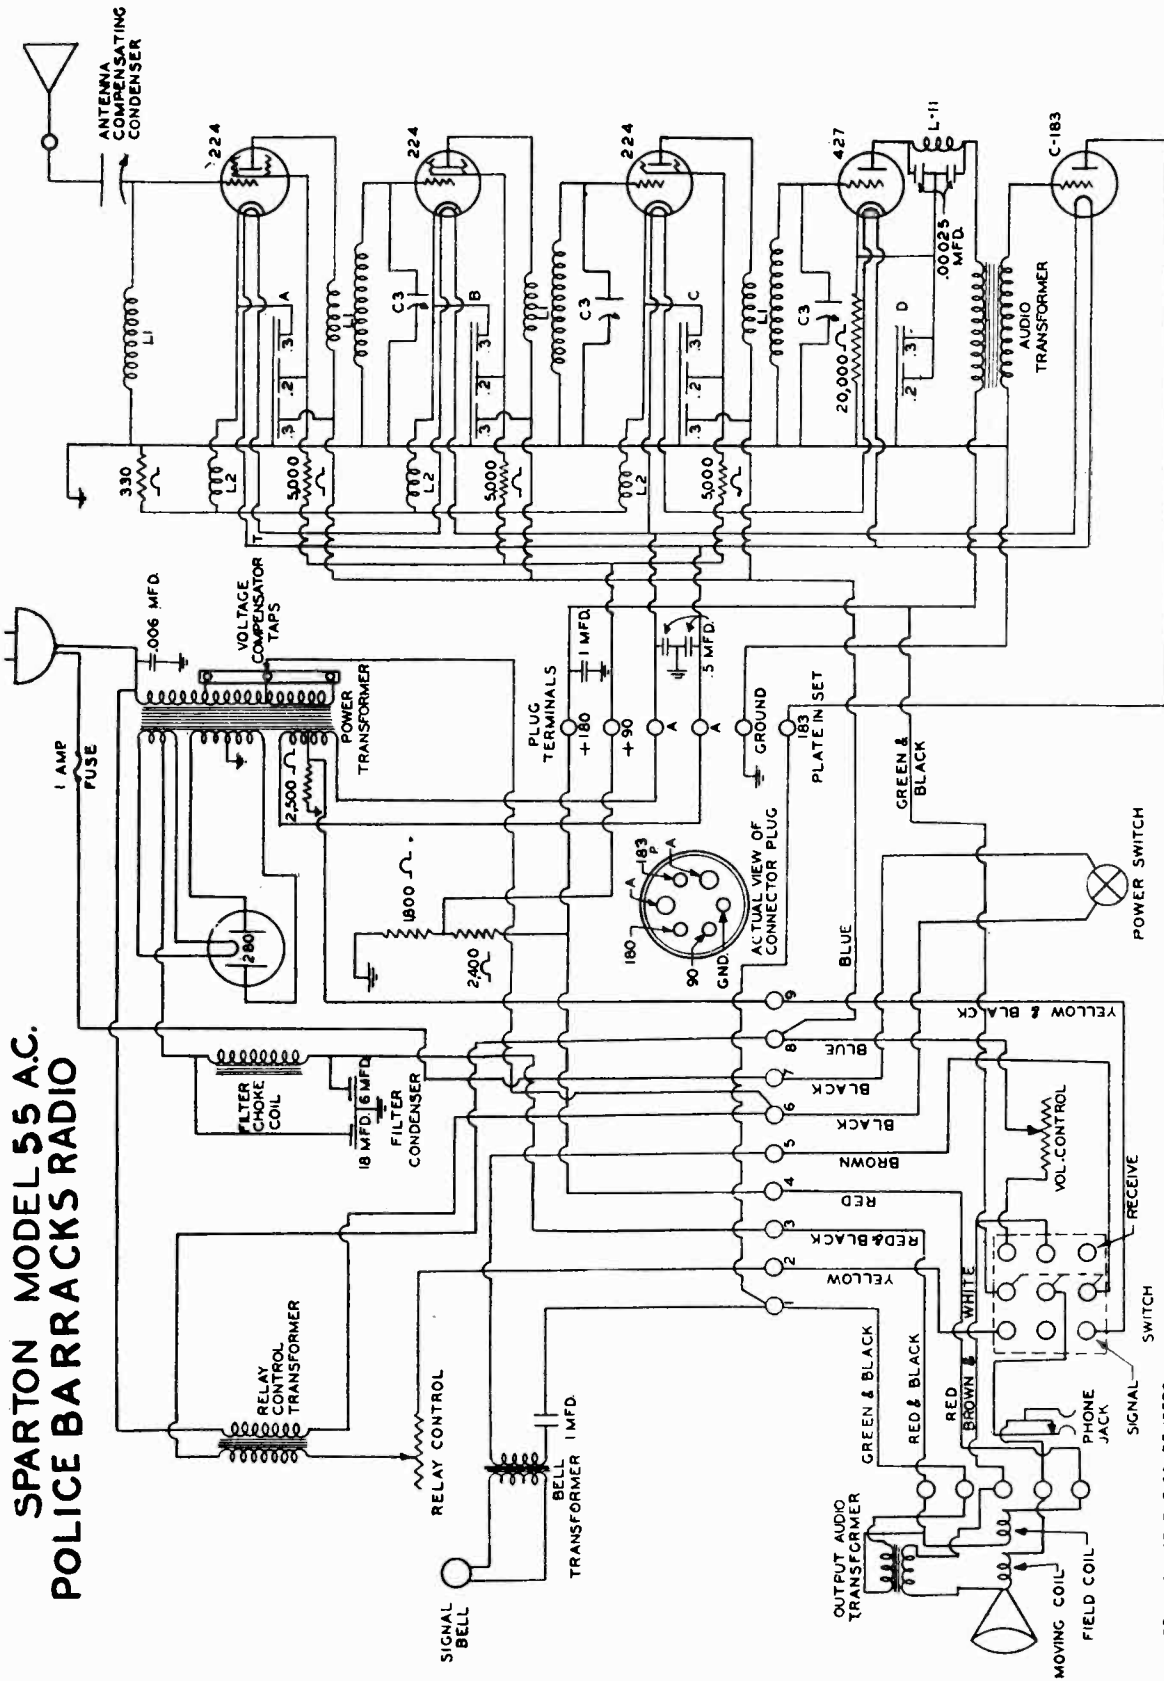 SPARTON MODEL 55 A.C.
POLICE BARRACKS RADIO
ANTENNA
COMPENSATING
CONDENSER
224
224
224
427
C-183
L1
L1
L1
L1
C3
C3
C3
A
B
C
D
.3
.2
.3
.3
.2
.3
.3
.2
.3
.2
.3
L-11
.00025
MFD.
20,000
AUDIO
TRANSFORMER
330
L2
5,000
L2
5,000
L2
5,000
T
1 AMP
FUSE
.006 MFD.
VOLTAGE
COMPENSATOR
TAPS
POWER
TRANSFORMER
2,500
280
1,800
2,400
PLUG
TERMINALS
+180
+90
A
A
GROUND
183
PLATE IN SET
1 MFD.
.5 MFD.
183
P
A
A
180
90
GND.
ACTUAL VIEW OF
CONNECTOR PLUG
GREEN &
BLACK
BLUE
POWER SWITCH
FILTER
CHOKE
COIL
18 MFD. 6 MFD.
FILTER
CONDENSER
9
8
7
6
5
4
3
2
1
YELLOW & BLACK
BLUE
BLACK
BLACK
BROWN
RED
RED & BLACK
YELLOW
VOL. CONTROL
RELAY
CONTROL
TRANSFORMER
RELAY CONTROL
BELL
TRANSFORMER
1 MFD.
SIGNAL
BELL
GREEN & BLACK
RED & BLACK
RED
BROWN & WHITE
RECEIVE
SWITCH
SIGNAL
PHONE
JACK
OUTPUT AUDIO
TRANSFORMER
MOVING COIL
FIELD COIL